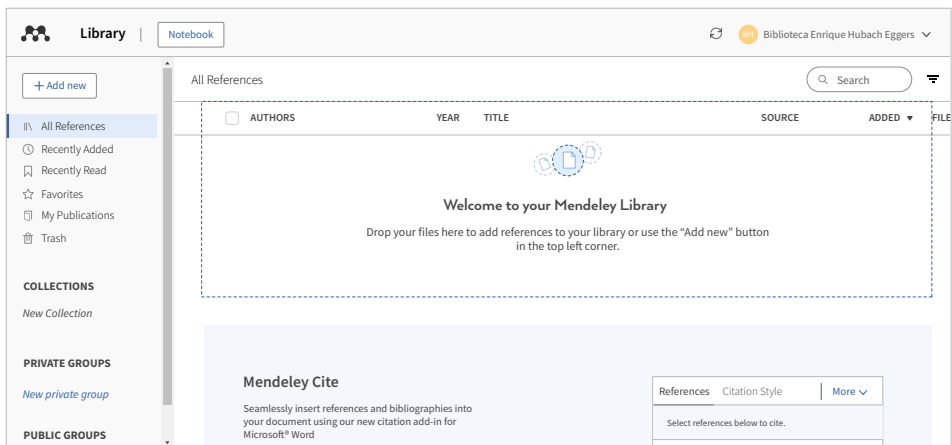 Library | Notebook
BH Biblioteca Enrique Hubach Eggers
+ Add new
All References
Recently Added
Recently Read
Favorites
My Publications
Trash
COLLECTIONS
New Collection
PRIVATE GROUPS
New private group
PUBLIC GROUPS
All References
Search
AUTHORS YEAR TITLE SOURCE ADDED FILE
Welcome to your Mendeley Library
Drop your files here to add references to your library or use the “Add new” button
in the top left corner.
Mendeley Cite
Seamlessly insert references and bibliographies into
your document using our new citation add-in for
Microsoft® Word
References Citation Style | More
Select references below to cite.